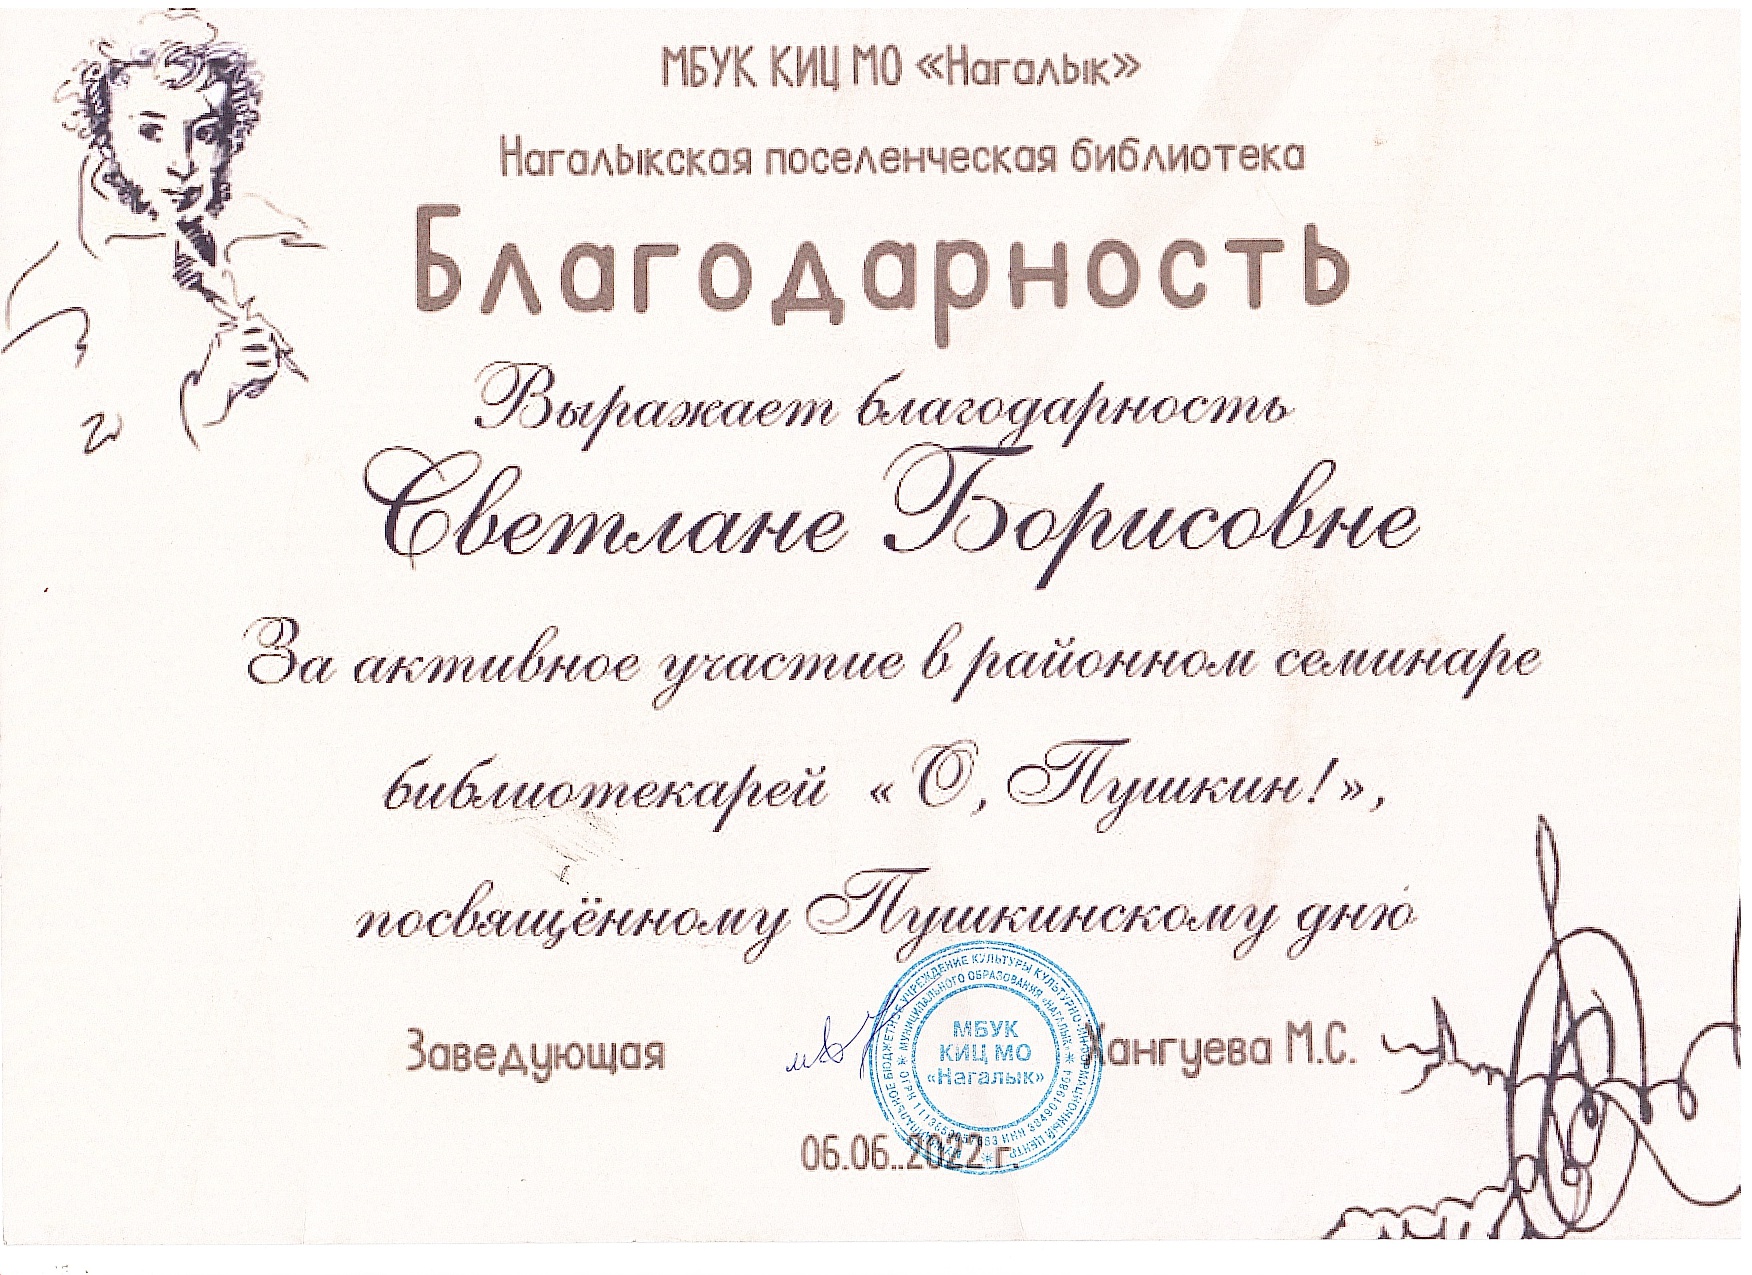 МБУК КИЦ МО «Нагалык»
Нагалыкская поселенческая библиотека
Благодарность
Выражает благодарность
Светлане Борисовне
За активное участие в районном семинаре
библиотекарей « О, Пушкин!»,
посвящённому Пушкинскому дню
Заведующая Хангуева М.С.
МБУК
КИЦ МО
«Нагалык»
06.06..2022 г.